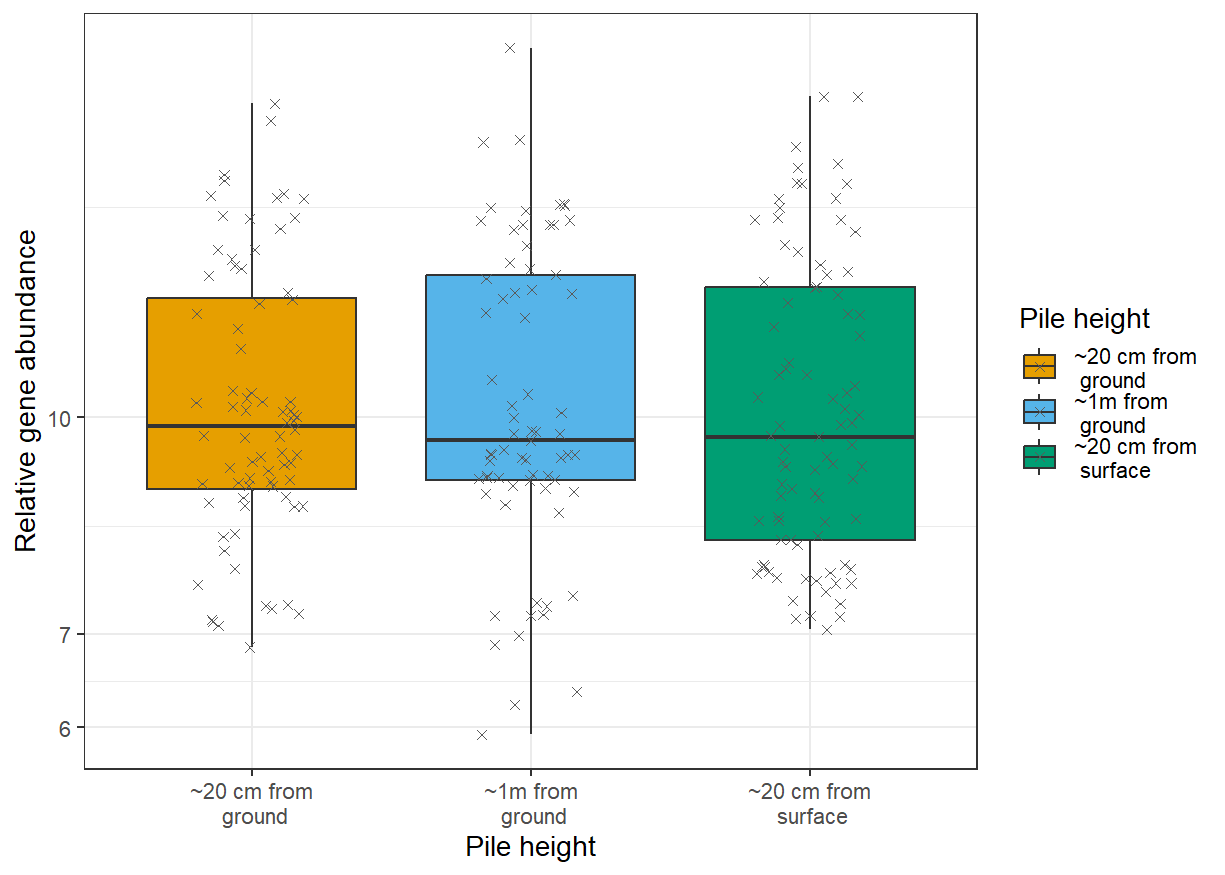 Relative gene abundance
10
7
6
~20 cm from
ground
~1m from
ground
~20 cm from
surface
Pile height
Pile height
~20 cm from
ground
~1m from
ground
~20 cm from
surface